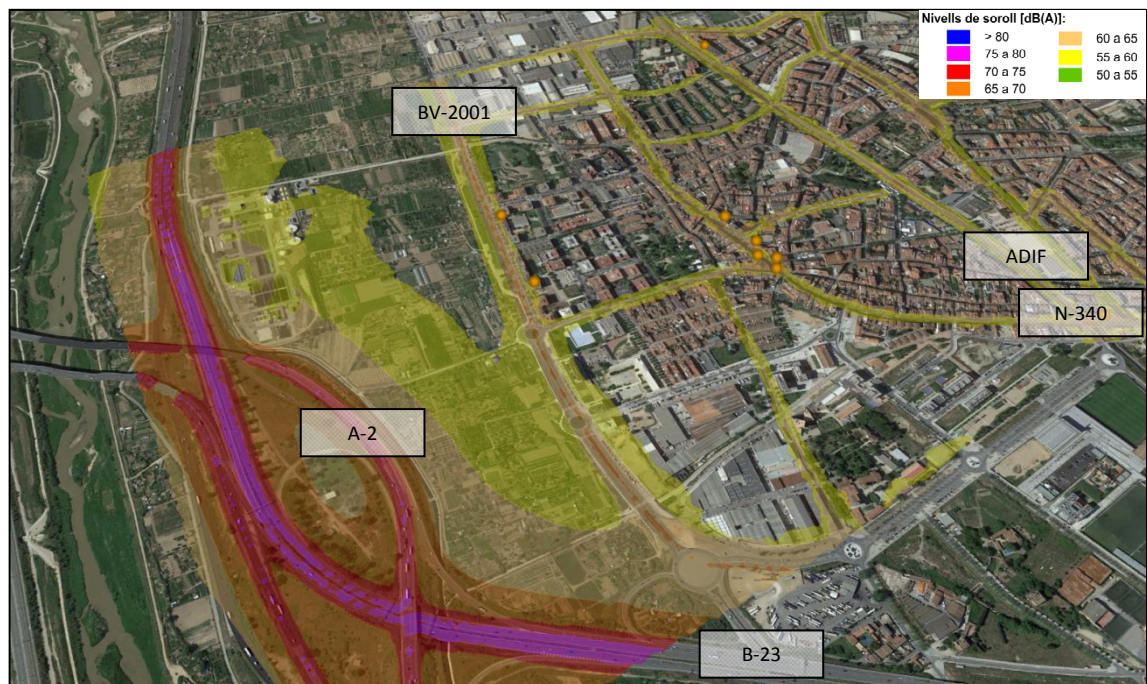 Nivells de soroll [dB(A)]:
> 80
75 a 80
70 a 75
65 a 70
60 a 65
55 a 60
50 a 55
BV-2001
ADIF
N-340
A-2
B-23